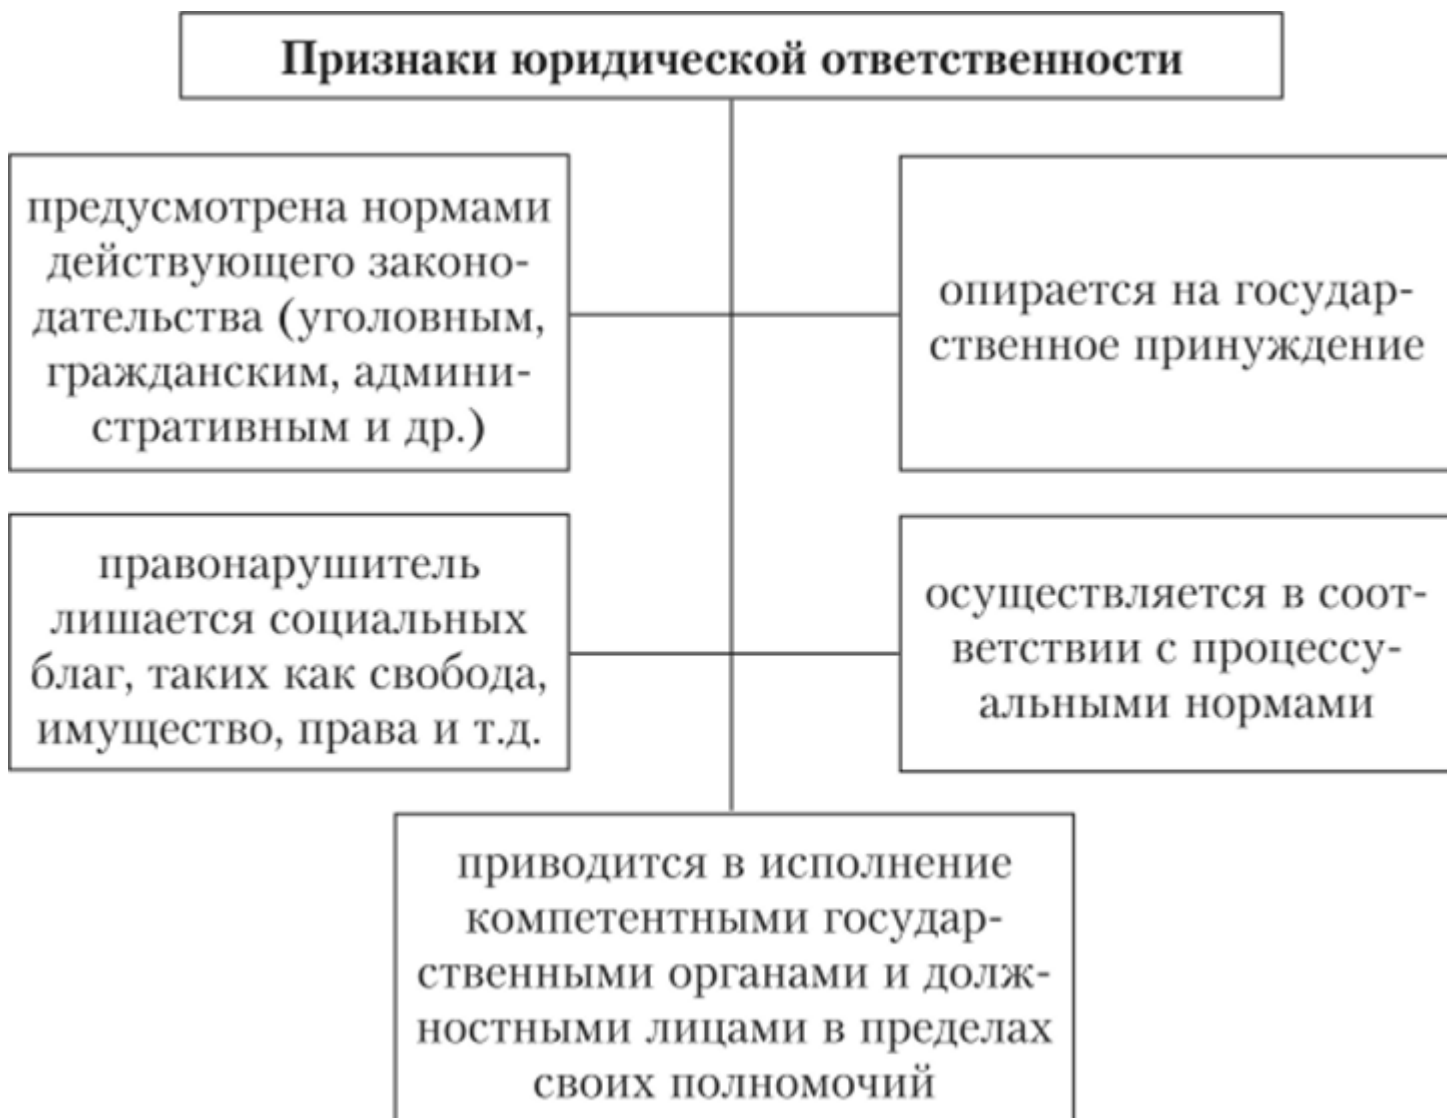 Признаки юридической ответственности
предусмотрена нормами
действующего законо-
дательства (уголовным,
гражданским, админи-
стративным и др.)
опирается на государ-
ственное принуждение
правонарушитель
лишается социальных
благ, таких как свобода,
имущество, права и т.д.
осуществляется в соот-
ветствии с процессу-
альными нормами
приводится в исполнение
компетентными государ-
ственными органами и долж-
ностными лицами в пределах
своих полномочий